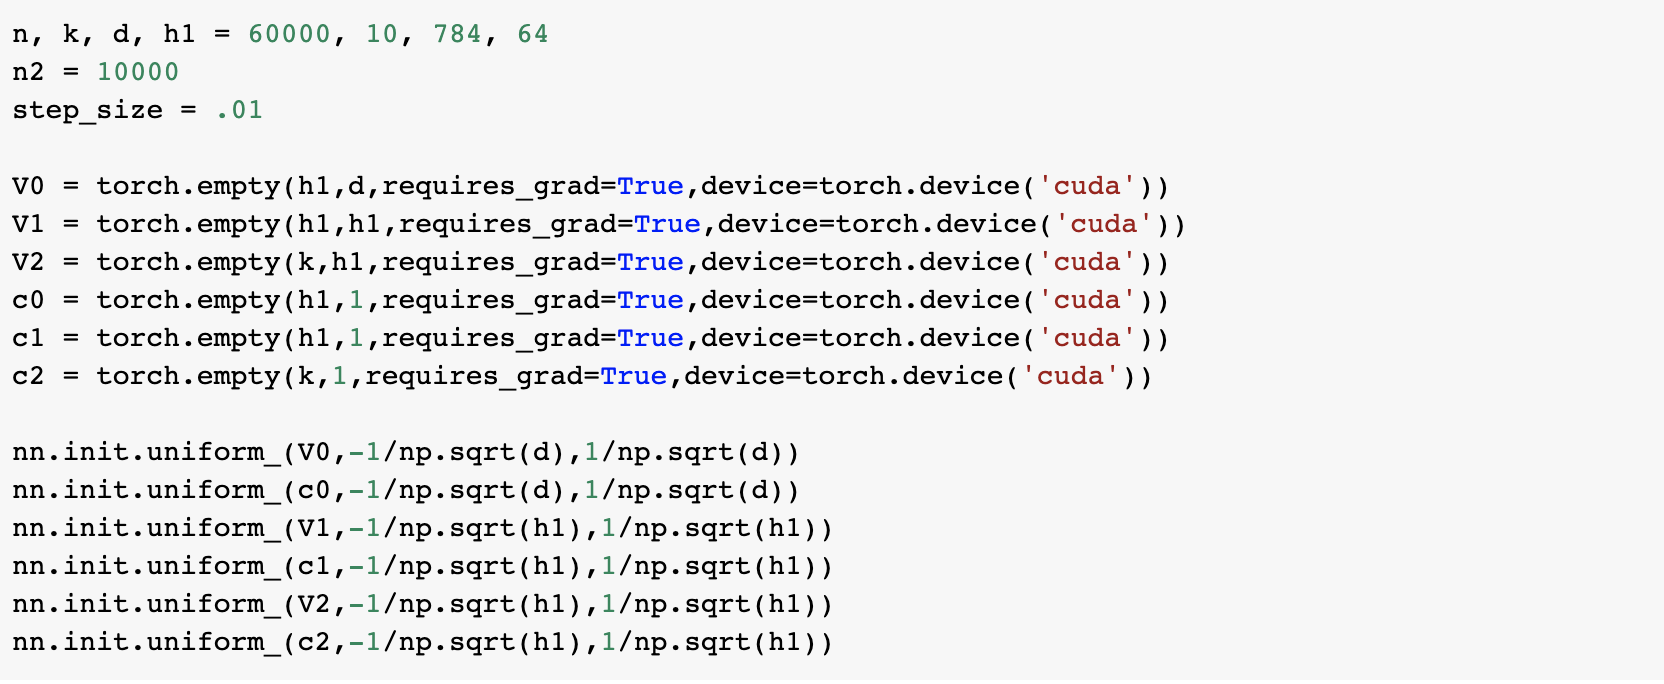 n, k, d, h1 = 60000, 10, 784, 64
n2 = 10000
step_size = .01
V0 = torch.empty(h1,d,requires_grad=True,device=torch.device('cuda'))
V1 = torch.empty(h1,h1,requires_grad=True,device=torch.device('cuda'))
V2 = torch.empty(k,h1,requires_grad=True,device=torch.device('cuda'))
c0 = torch.empty(h1,1,requires_grad=True,device=torch.device('cuda'))
c1 = torch.empty(h1,1,requires_grad=True,device=torch.device('cuda'))
c2 = torch.empty(k,1,requires_grad=True,device=torch.device('cuda'))
nn.init.uniform_(V0,-1/np.sqrt(d),1/np.sqrt(d))
nn.init.uniform_(c0,-1/np.sqrt(d),1/np.sqrt(d))
nn.init.uniform_(V1,-1/np.sqrt(h1),1/np.sqrt(h1))
nn.init.uniform_(c1,-1/np.sqrt(h1),1/np.sqrt(h1))
nn.init.uniform_(V2,-1/np.sqrt(h1),1/np.sqrt(h1))
nn.init.uniform_(c2,-1/np.sqrt(h1),1/np.sqrt(h1))